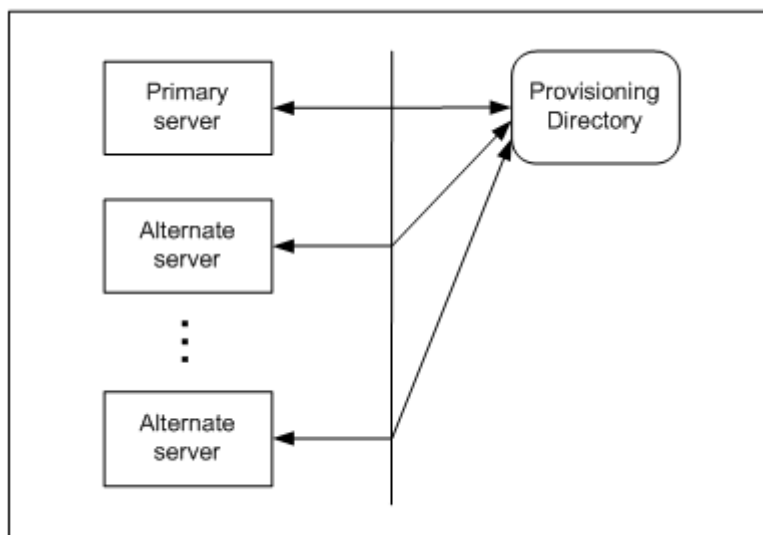 Primary
server
Provisioning
Directory
Alternate
server
Alternate
server